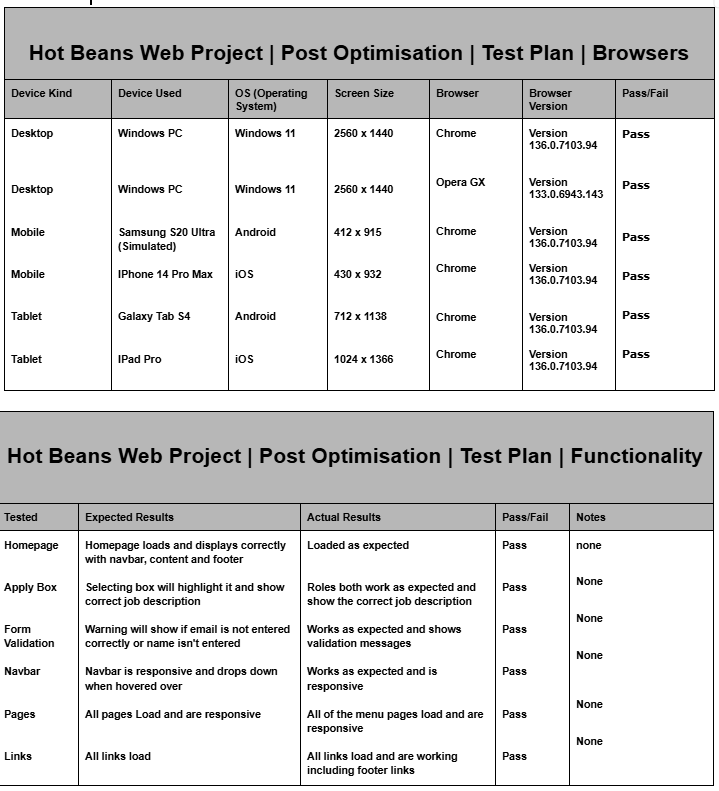 Hot Beans Web Project | Post Optimisation | Test Plan | Browsers
Device Kind Device Used OS (Operating System) Screen Size Browser Browser Version Pass/Fail
Desktop Windows PC Windows 11 2560 x 1440 Chrome Version 136.0.7103.94 Pass
Desktop Windows PC Windows 11 2560 x 1440 Opera GX Version 133.0.6943.143 Pass
Mobile Samsung S20 Ultra (Simulated) Android 412 x 915 Chrome Version 136.0.7103.94 Pass
Mobile IPhone 14 Pro Max iOS 430 x 932 Chrome Version 136.0.7103.94 Pass
Tablet Galaxy Tab S4 Android 712 x 1138 Chrome Version 136.0.7103.94 Pass
Tablet IPad Pro iOS 1024 x 1366 Chrome Version 136.0.7103.94 Pass
Hot Beans Web Project | Post Optimisation | Test Plan | Functionality
Tested Expected Results Actual Results Pass/Fail Notes
Homepage Homepage loads and displays correctly with navbar, content and footer Loaded as expected Pass none
Apply Box Selecting box will highlight it and show correct job description Roles both work as expected and show the correct job description Pass None
Form Validation Warning will show if email is not entered correctly or name isn't entered Works as expected and shows validation messages Pass None
Navbar Navbar is responsive and drops down when hovered over Works as expected and is responsive Pass None
Pages All pages Load and are responsive All of the menu pages load and are responsive Pass None
Links All links load All links load and are working including footer links Pass None